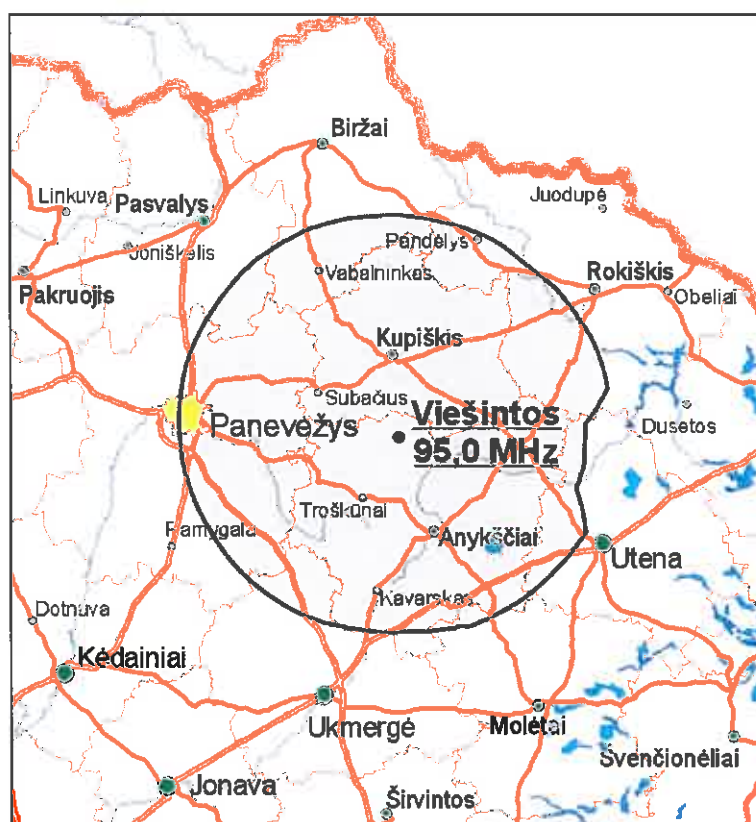 Biržai
Linkuva
Pasvalys
Juodupė
Joniškėlis
Pandėlys
Pakruojis
Vabalninkas
Rokiškis
Obeliai
Kupiškis
Subačius
Viešintos
95,0 MHz
Dusetos
Panevėžys
Troškūnai
Ramygala
Anykščiai
Utena
Kavarskas
Dotnuva
Kėdainiai
Ukmergė
Molėtai
Švenčionėliai
Jonava
Širvintos